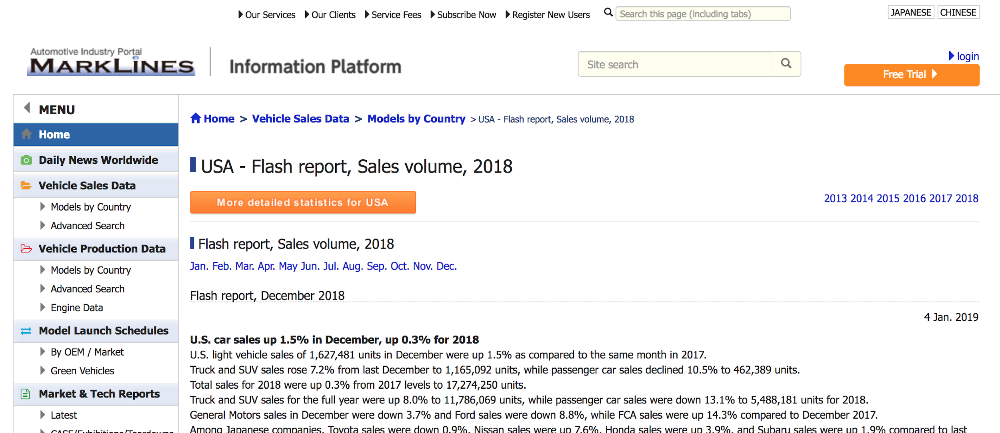 Our Services Our Clients Service Fees Subscribe Now Register New Users Search this page (including tabs) JAPANESE CHINESE
Automotive Industry Portal
MARKLINES Information Platform
Site search
login
Free Trial
MENU
Home
Daily News Worldwide
Vehicle Sales Data
Models by Country
Advanced Search
Vehicle Production Data
Models by Country
Advanced Search
Engine Data
Model Launch Schedules
By OEM / Market
Green Vehicles
Market & Tech Reports
Latest
CASE/Exhibitions/Teardowns
Home > Vehicle Sales Data > Models by Country > USA - Flash report, Sales volume, 2018
USA - Flash report, Sales volume, 2018
More detailed statistics for USA
2013 2014 2015 2016 2017 2018
Flash report, Sales volume, 2018
Jan. Feb. Mar. Apr. May Jun. Jul. Aug. Sep. Oct. Nov. Dec.
Flash report, December 2018
4 Jan. 2019
U.S. car sales up 1.5% in December, up 0.3% for 2018
U.S. light vehicle sales of 1,627,481 units in December were up 1.5% as compared to the same month in 2017.
Truck and SUV sales rose 7.2% from last December to 1,165,092 units, while passenger car sales declined 10.5% to 462,389 units.
Total sales for 2018 were up 0.3% from 2017 levels to 17,274,250 units.
Truck and SUV sales for the full year were up 8.0% to 11,786,069 units, while passenger car sales were down 13.1% to 5,488,181 units for 2018.
General Motors sales in December were down 3.7% and Ford sales were down 8.8%, while FCA sales were up 14.3% compared to December 2017.
Among Japanese companies, Toyota sales were down 0.9%, Nissan sales were up 7.6%, Honda sales were up 3.9%, and Subaru sales were up 1.9% compared to last